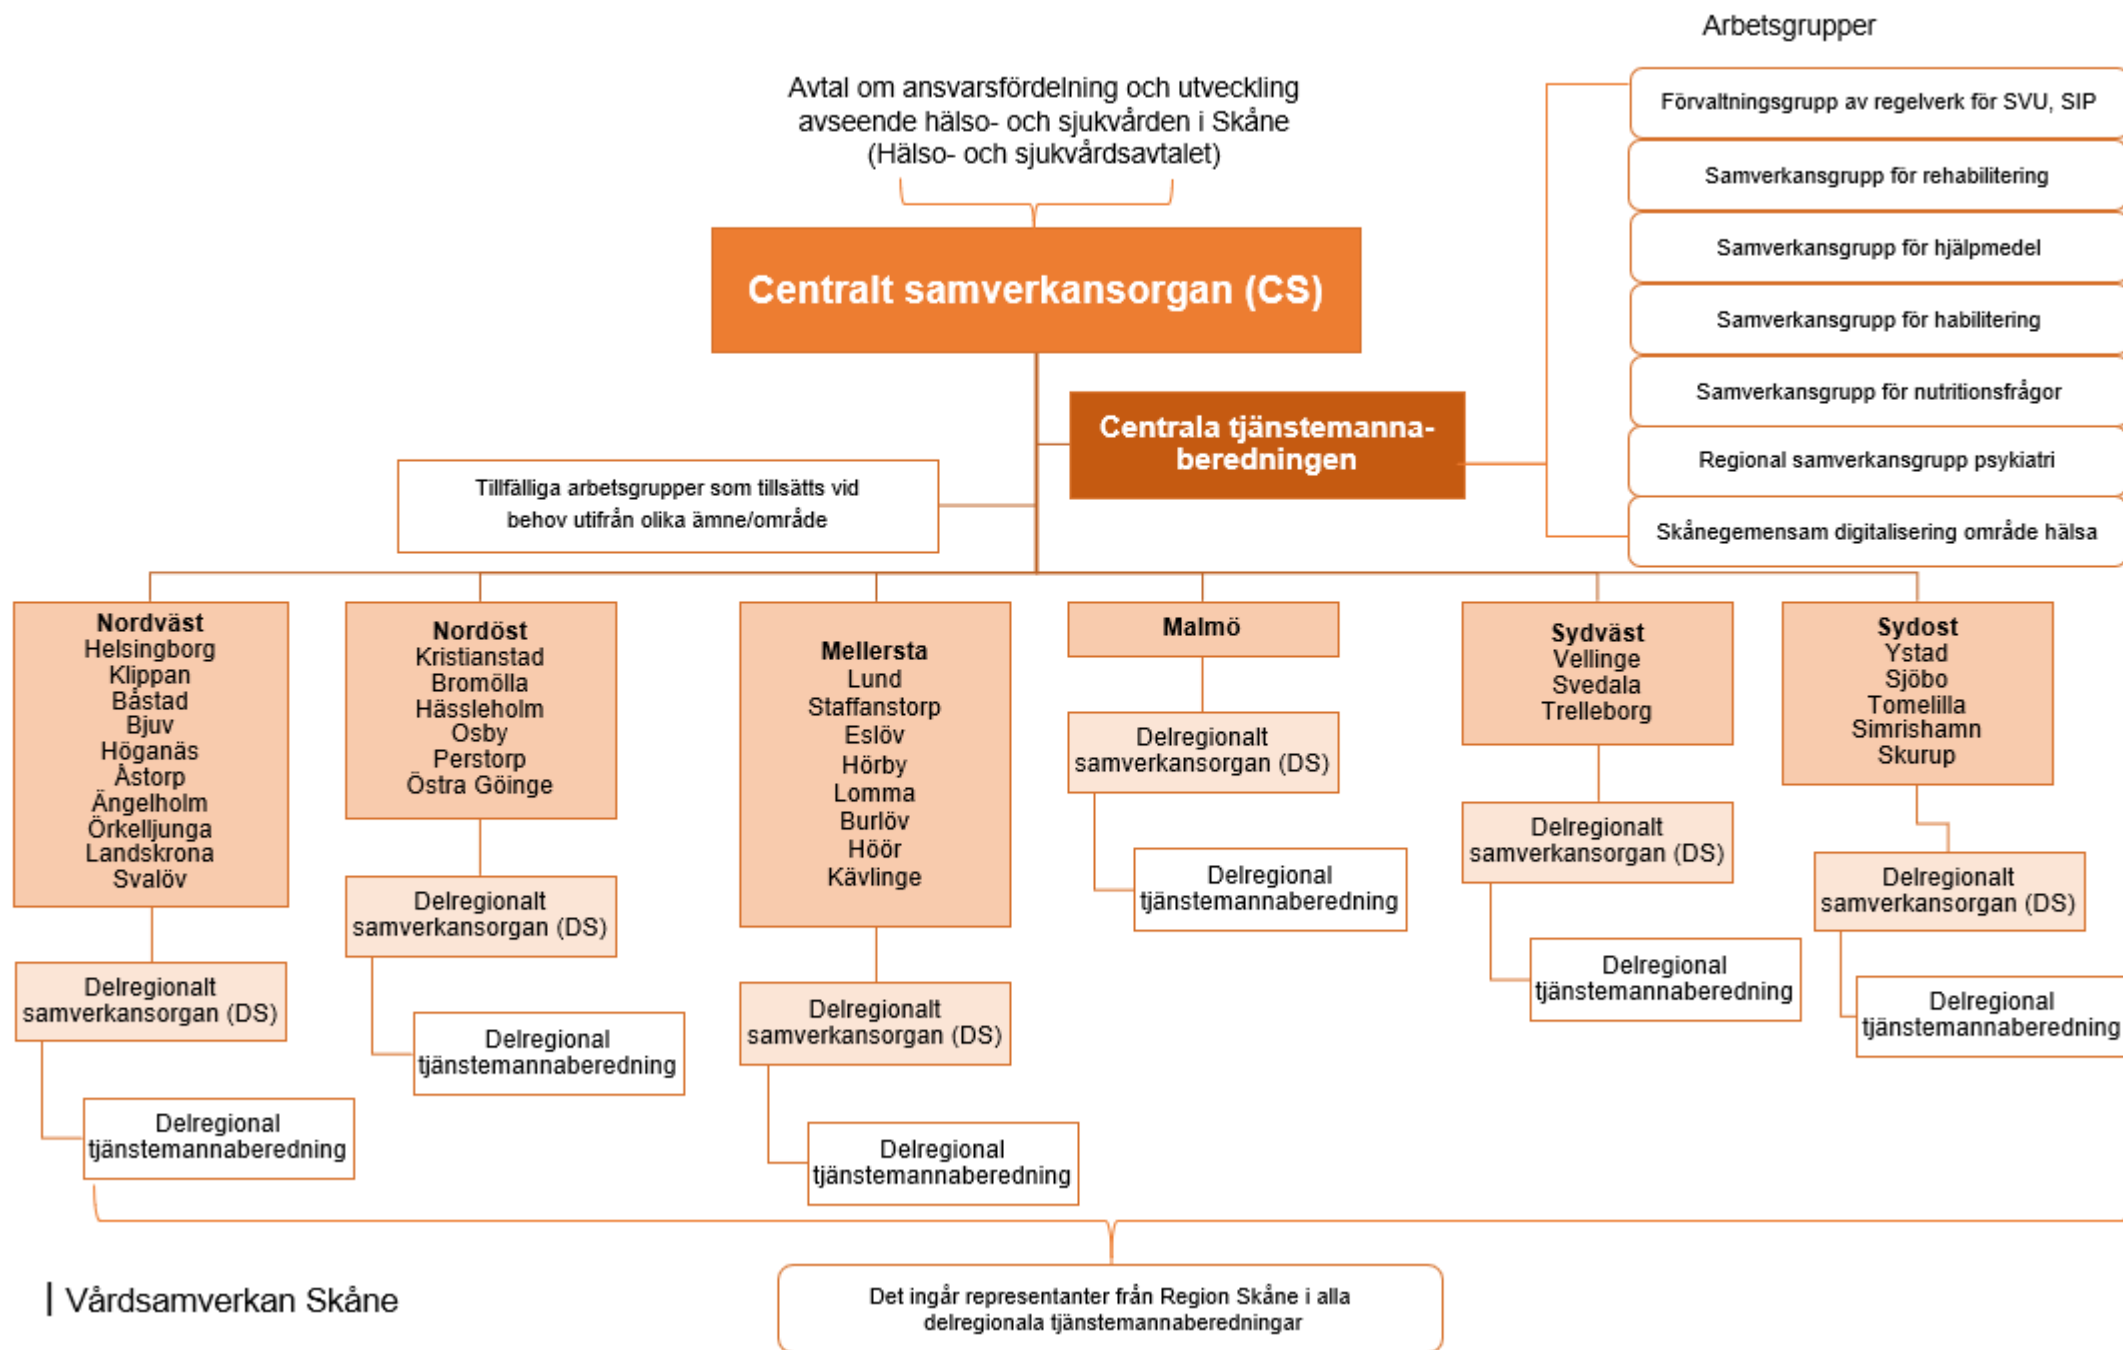 Arbetsgrupper
Avtal om ansvarsfördelning och utveckling
avseende hälso- och sjukvården i Skåne
(Hälso- och sjukvårdsavtalet)
Centralt samverkansorgan (CS)
Centrala tjänstemanna-
beredningen
Förvaltningsgrupp av regelverk för SVU, SIP
Samverkansgrupp för rehabilitering
Samverkansgrupp för hjälpmedel
Samverkansgrupp för habilitering
Samverkansgrupp för nutritionsfrågor
Regional samverkansgrupp psykiatri
Skånegemensam digitalisering område hälsa
Tillfälliga arbetsgrupper som tillsätts vid
behov utifrån olika ämne/område
Nordväst
Helsingborg
Klippan
Båstad
Bjuv
Höganäs
Åstorp
Ängelholm
Örkelljunga
Landskrona
Svalöv
Delregionalt
samverkansorgan (DS)
Delregional
tjänstemannaberedning
Nordöst
Kristianstad
Bromölla
Hässleholm
Osby
Perstorp
Östra Göinge
Delregionalt
samverkansorgan (DS)
Delregional
tjänstemannaberedning
Mellersta
Lund
Staffanstorp
Eslöv
Hörby
Lomma
Burlöv
Höör
Kävlinge
Delregionalt
samverkansorgan (DS)
Delregional
tjänstemannaberedning
Malmö
Delregionalt
samverkansorgan (DS)
Delregional
tjänstemannaberedning
Sydväst
Vellinge
Svedala
Trelleborg
Delregionalt
samverkansorgan (DS)
Delregional
tjänstemannaberedning
Sydost
Ystad
Sjöbo
Tomelilla
Simrishamn
Skurup
Delregionalt
samverkansorgan (DS)
Delregional
tjänstemannaberedning
Vårdsamverkan Skåne
Det ingår representanter från Region Skåne i alla
delregionala tjänstemannaberedningar